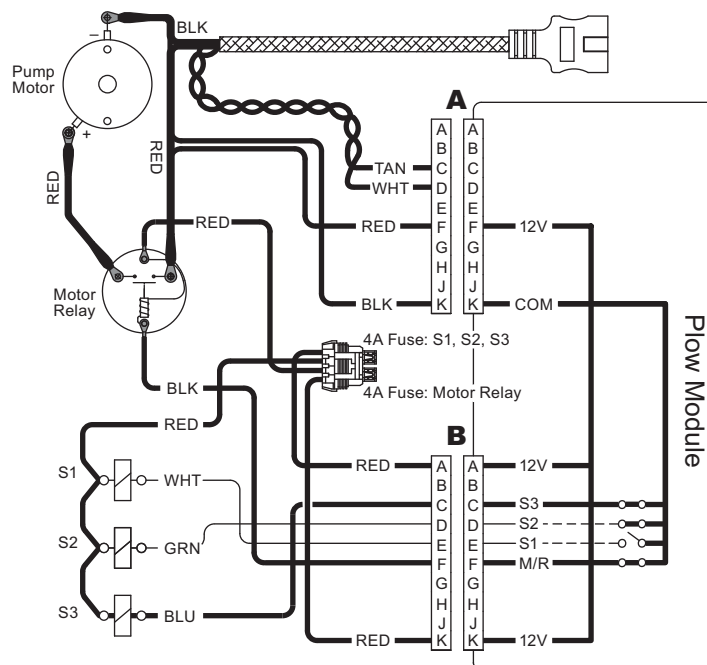 BLK
−
Pump
Motor
+
RED
RED
A
A
B
C
D
E
F
G
H
J
K
A
B
C
D
E
F
G
H
J
K
TAN
WHT
RED
RED
12V
Motor
Relay
BLK
COM
Plow Module
4A Fuse: S1, S2, S3
4A Fuse: Motor Relay
BLK
RED
B
A
B
C
D
E
F
G
H
J
K
A
B
C
D
E
F
G
H
J
K
RED
12V
S1
WHT
S3
S2
S2
GRN
S1
M/R
S3
BLU
RED
12V